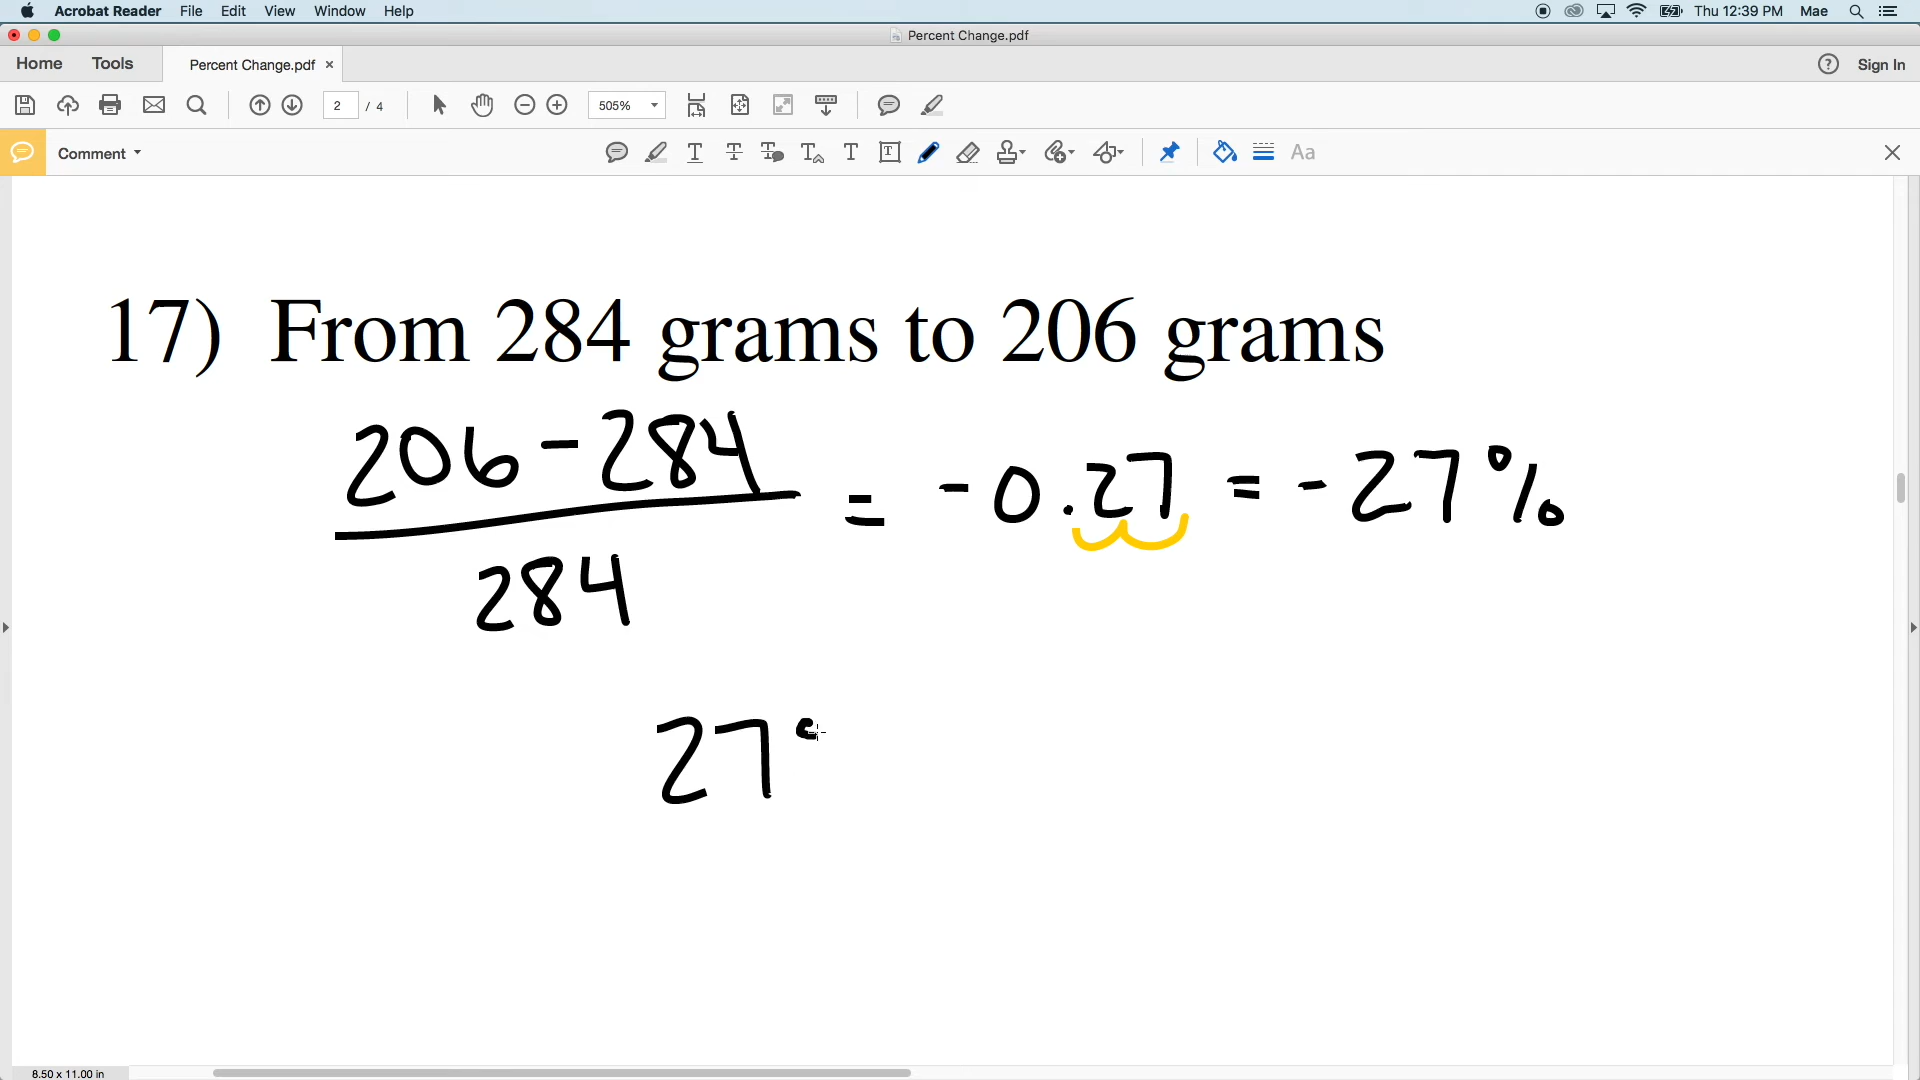 Acrobat Reader File Edit View Window Help Thu 12:39 PM Mae
Percent Change.pdf
Home Tools Percent Change.pdf × ? Sign In
2 / 4 505%
Comment T T T T T T Aa
17) From 284 grams to 206 grams
206 - 284
= - 0.27 = - 27%
284
27
8.50 x 11.00 in